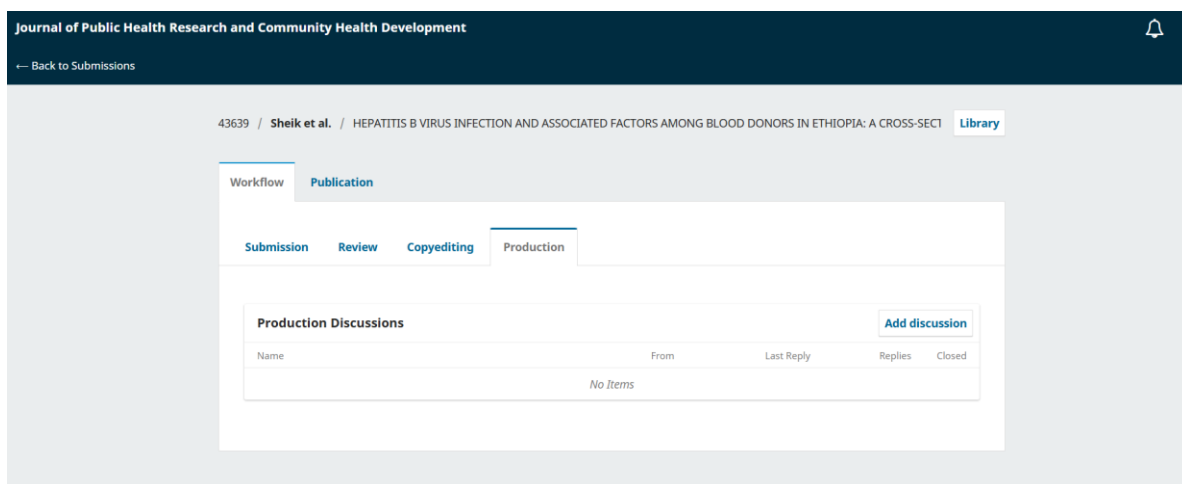 Journal of Public Health Research and Community Health Development
← Back to Submissions
43639 / Sheik et al. / HEPATITIS B VIRUS INFECTION AND ASSOCIATED FACTORS AMONG BLOOD DONORS IN ETHIOPIA: A CROSS-SECT Library
Workflow Publication
Submission Review Copyediting Production
Production Discussions Add discussion
Name From Last Reply Replies Closed
No Items